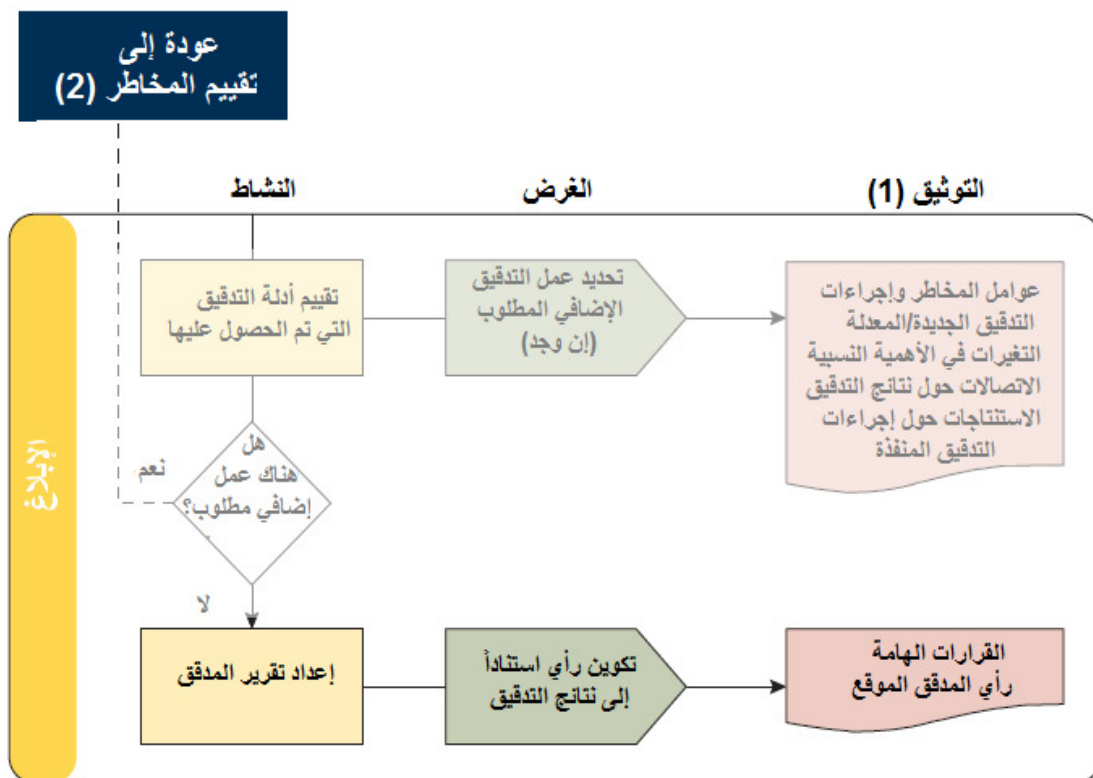 عودة إلى
تقييم المخاطر (2)
التوثيق (1)
الغرض
النشاط
الإبلاغ
تقييم أدلة التدقيق
التي تم الحصول عليها
تحديد عمل التدقيق
الإضافي المطلوب
(إن وجد)
عوامل المخاطر وإجراءات
التدقيق الجديدة/المعدلة
التغيرات في الأهمية النسبية
الاتصالات حول نتائج التدقيق
الاستنتاجات حول إجراءات
التدقيق المنفذة
هل
هناك عمل
إضافي مطلوب؟
نعم
لا
إعداد تقرير المدقق
تكوين رأي استناداً
إلى نتائج التدقيق
القرارات الهامة
رأي المدقق الموقع